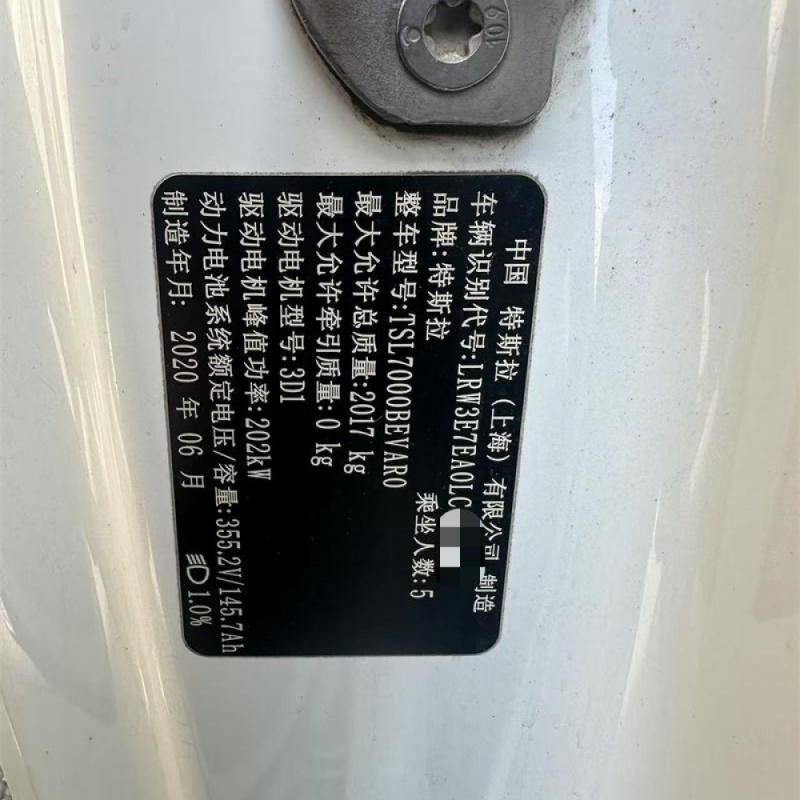 109
中国 特斯拉（上海）有限公司 制造
车辆识别代号:LRW3E7EA0LC
品牌:特斯拉 乘坐人数:5
整车型号:TSL7000BEVAR0
最大允许总质量:2017 kg
最大允许牵引质量:0 kg
驱动电机型号:3D1
驱动电机峰值功率:202kW
动力电池系统额定电压/容量:355.2V/145.7Ah
制造年月: 2020 年 06 月 1.0%